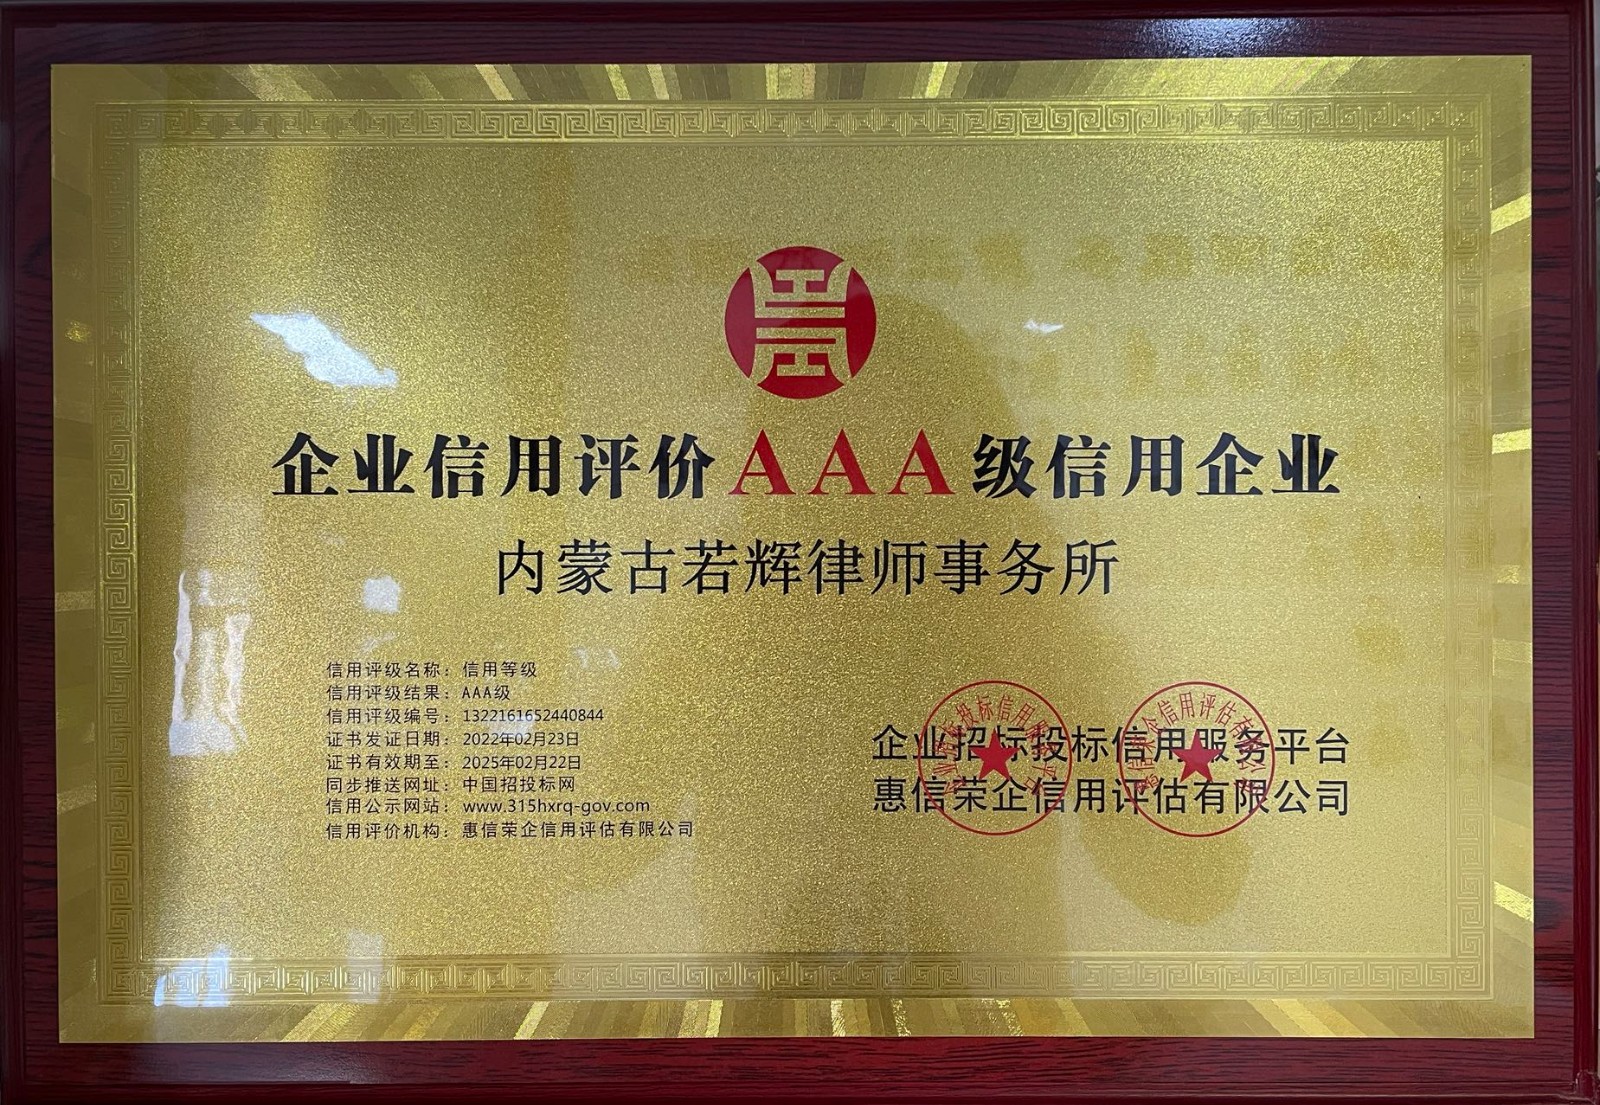 企业信用评价AAA级信用企业
内蒙古若辉律师事务所
信用评级名称：信用等级
信用评级结果：AAA级
信用评级编号：1322161652440844
证书发证日期：2022年02月23日
证书有效期至：2025年02月22日
同步推送网址：中国招投标网
信用公示网站：www.315hxrq-gov.com
信用评价机构：惠信荣企信用评估有限公司
企业招标投标信用服务平台
惠信荣企信用评估有限公司